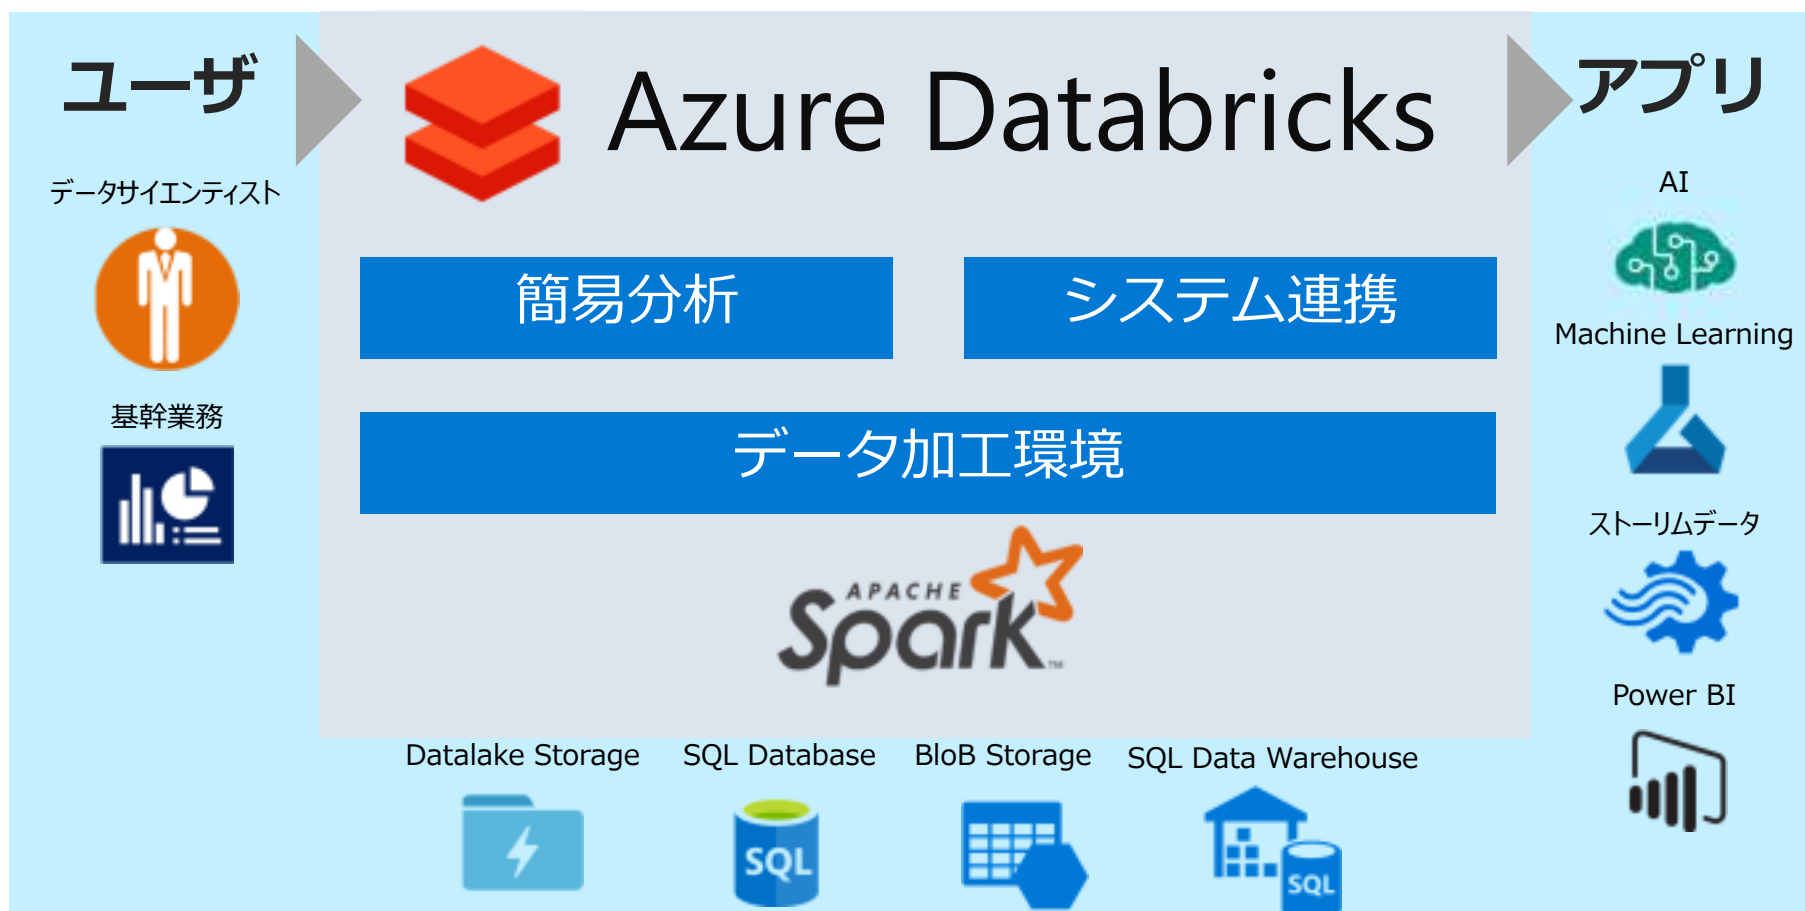 ユーザ
データサイエンティスト
基幹業務
Azure Databricks
簡易分析
システム連携
データ加工環境
APACHE
Spark™
Datalake Storage
SQL Database
BloB Storage
SQL Data Warehouse
SQL
SQL
アプリ
AI
Machine Learning
ストーリムデータ
Power BI